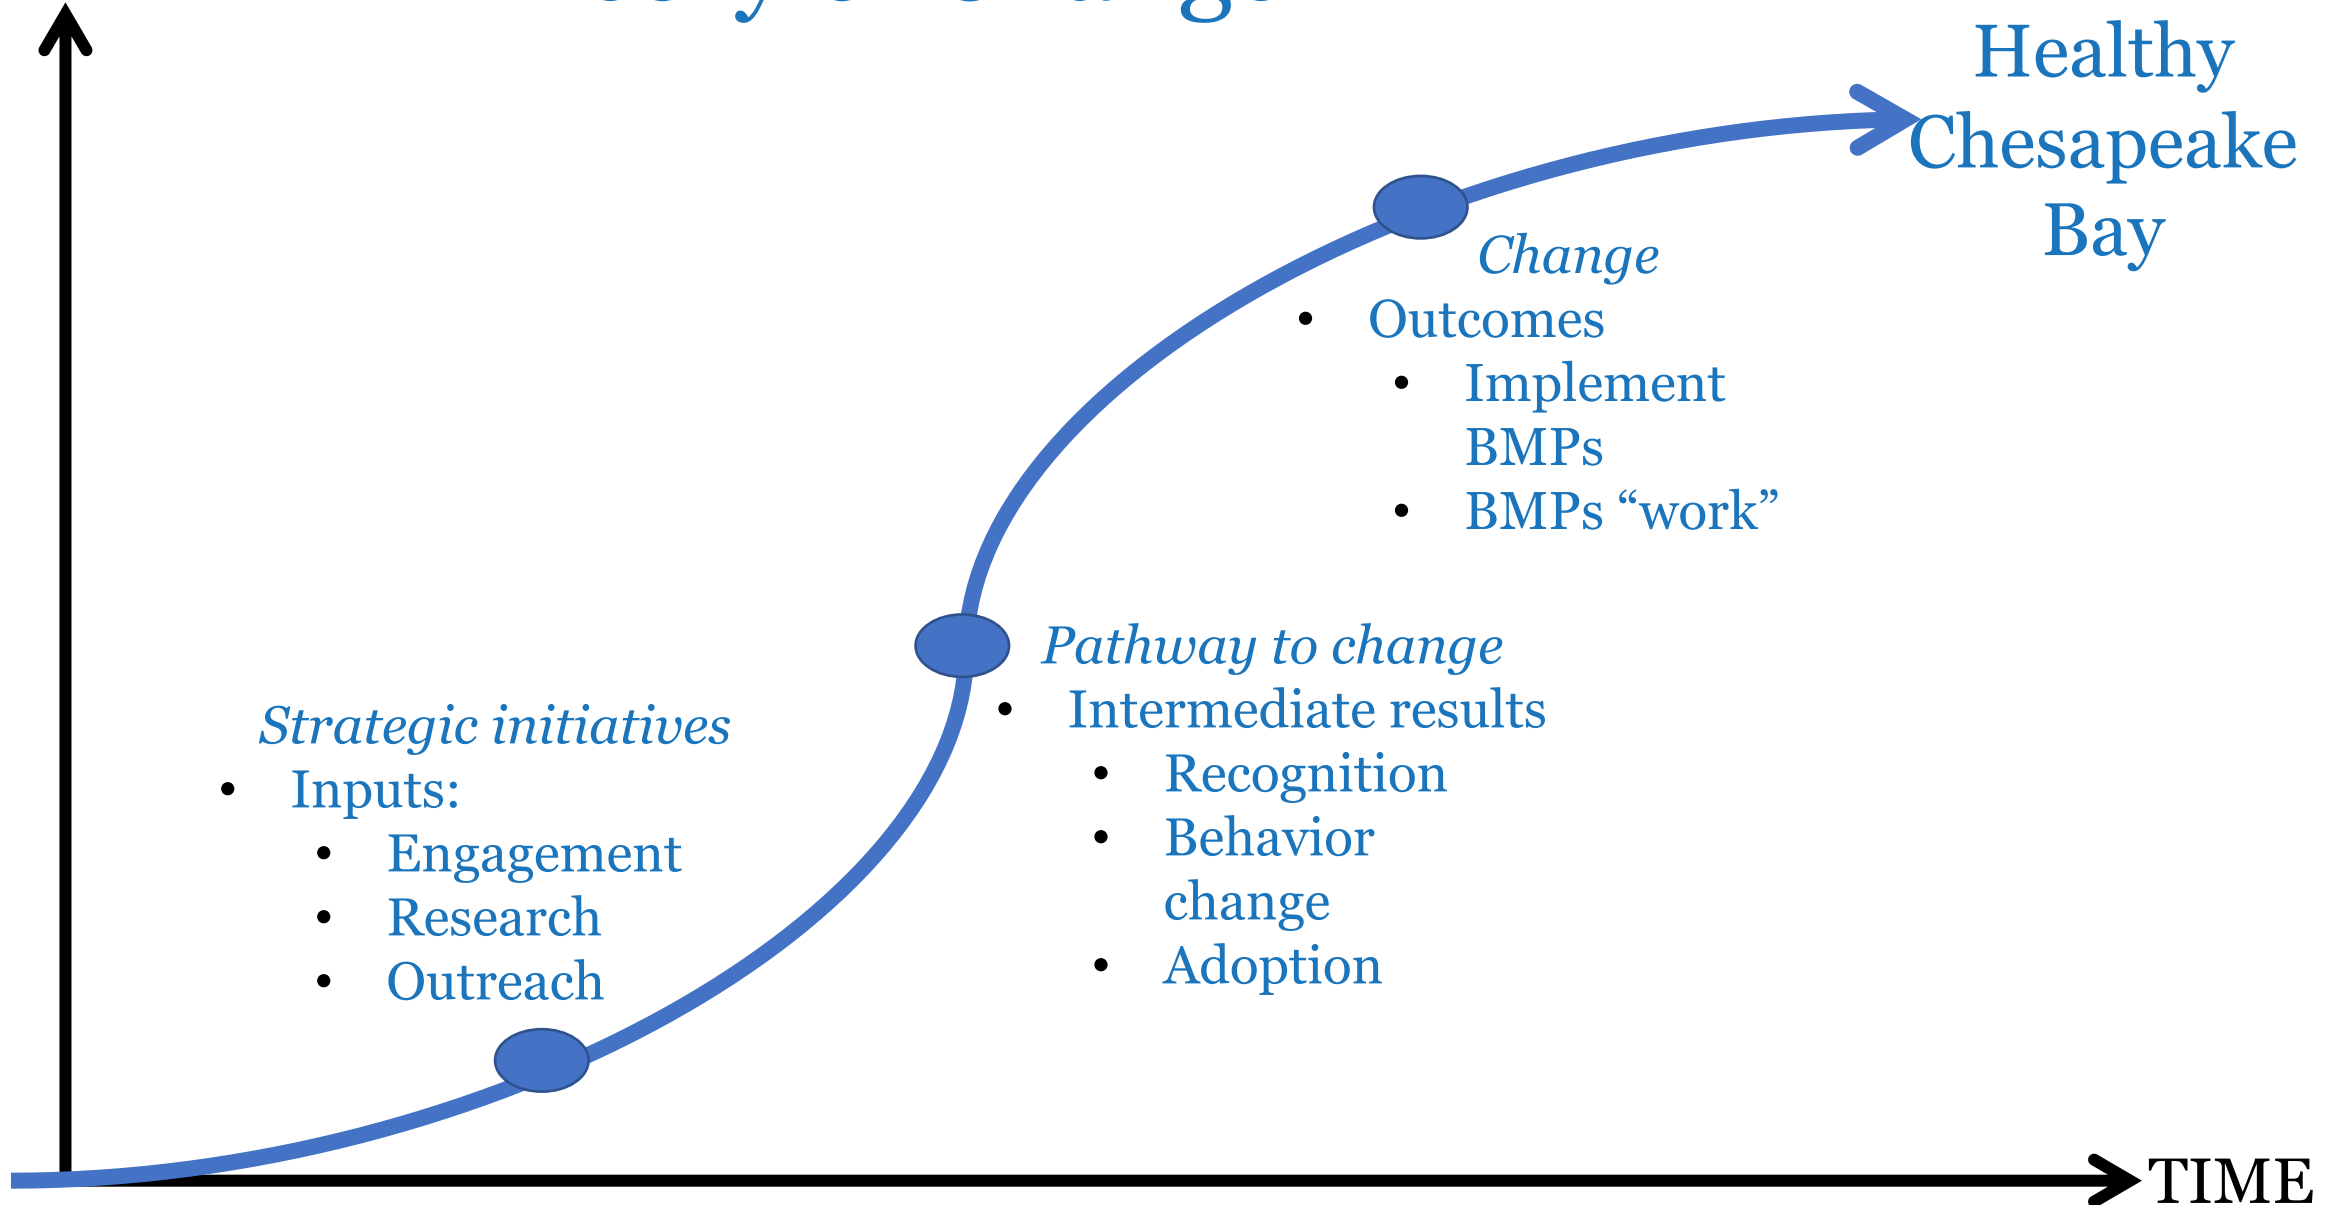 Healthy
Chesapeake
Bay
Change
• Outcomes
• Implement
BMPs
• BMPs “work”
Pathway to change
• Intermediate results
• Recognition
• Behavior
change
• Adoption
Strategic initiatives
• Inputs:
• Engagement
• Research
• Outreach
TIME